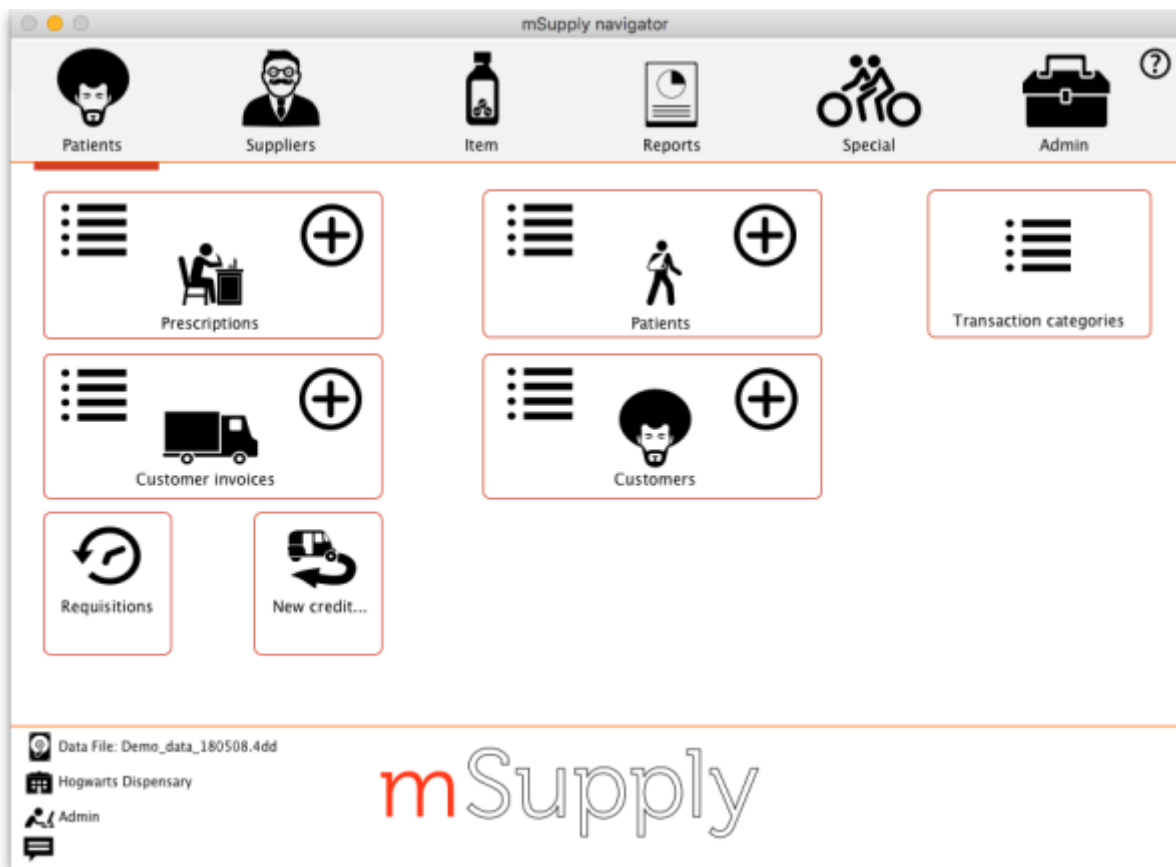 mSupply navigator
?
Patients Suppliers Item Reports Special Admin
Prescriptions Patients Transaction categories
Customer invoices Customers
Requisitions New credit...
Data File: Demo_data_180508.4dd
Hogwarts Dispensary
Admin
mSupply